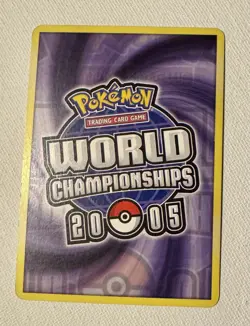 POKéMON
TRADING CARD GAME
WORLD
CHAMPIONSHIPS
2005